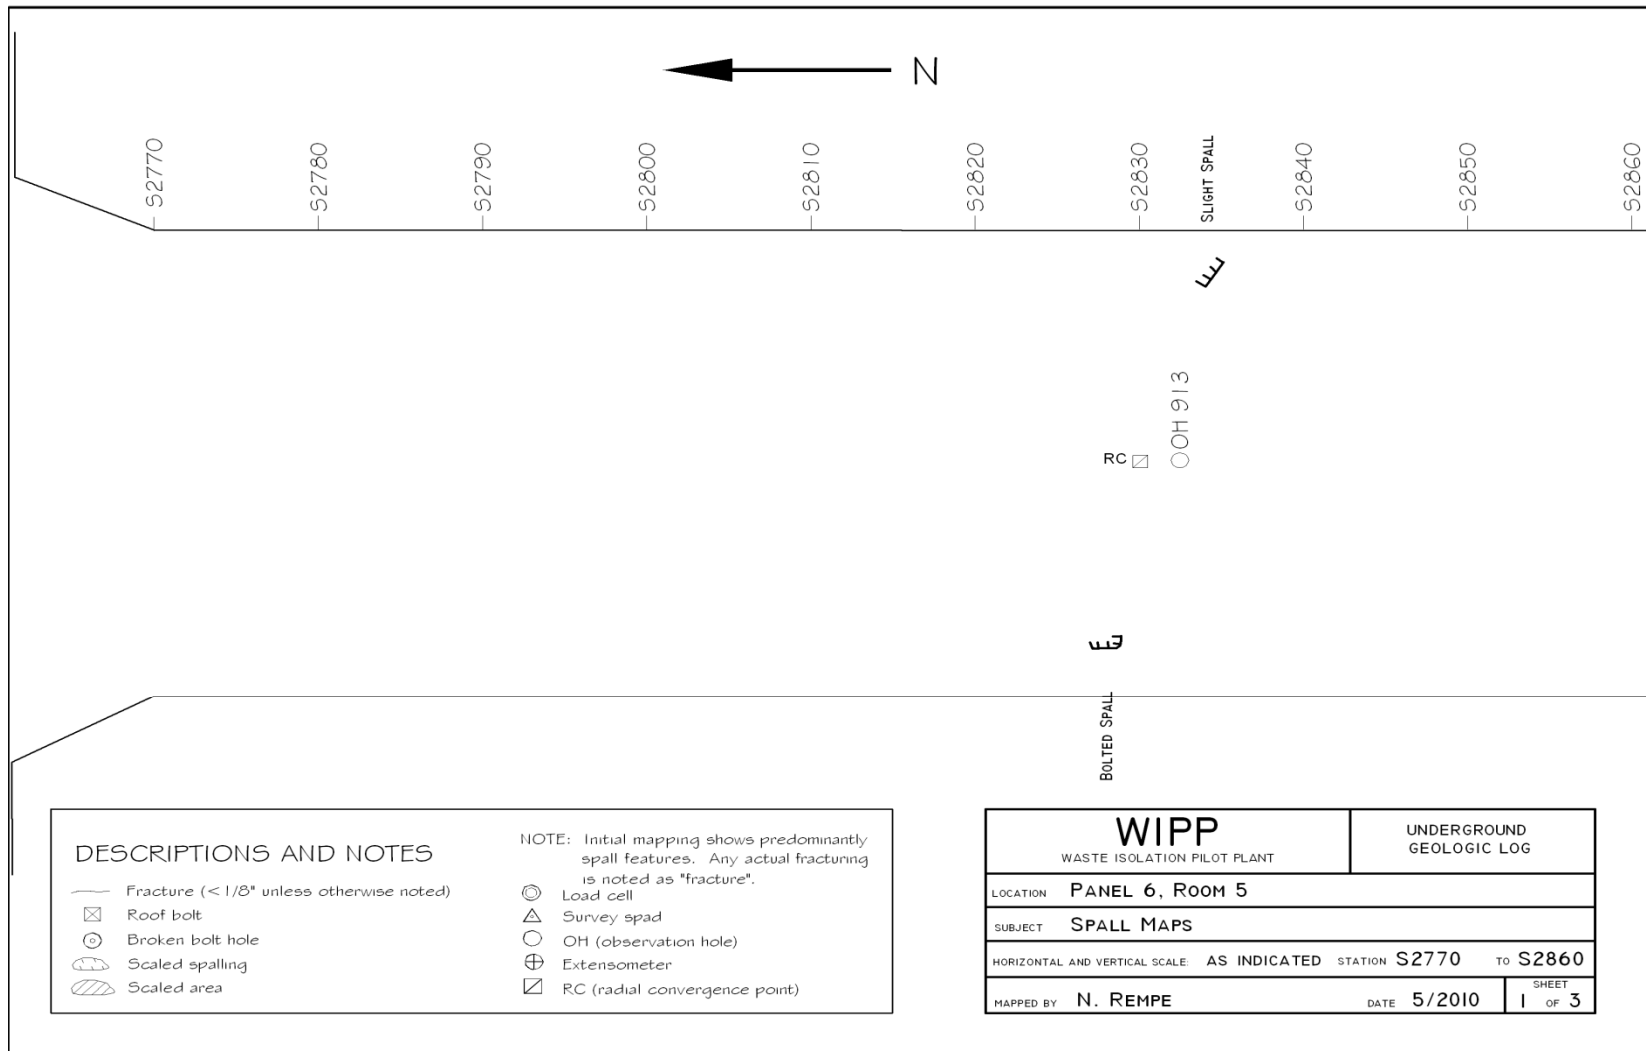 N
S2770
S2780
S2790
S2800
S2810
S2820
S2830
SLIGHT SPALL
S2840
S2850
S2860
OH 913
RC
BOLTED SPALL
DESCRIPTIONS AND NOTES
Fracture (< 1/8" unless otherwise noted)
Roof bolt
Broken bolt hole
Scaled spalling
Scaled area
NOTE: Initial mapping shows predominantly
spall features. Any actual fracturing
is noted as "fracture".
Load cell
Survey spad
OH (observation hole)
Extensometer
RC (radial convergence point)
WIPP
WASTE ISOLATION PILOT PLANT
UNDERGROUND
GEOLOGIC LOG
LOCATION PANEL 6, ROOM 5
SUBJECT SPALL MAPS
HORIZONTAL AND VERTICAL SCALE: AS INDICATED STATION S2770 TO S2860
MAPPED BY N. REMPE DATE 5/2010 SHEET 1 OF 3